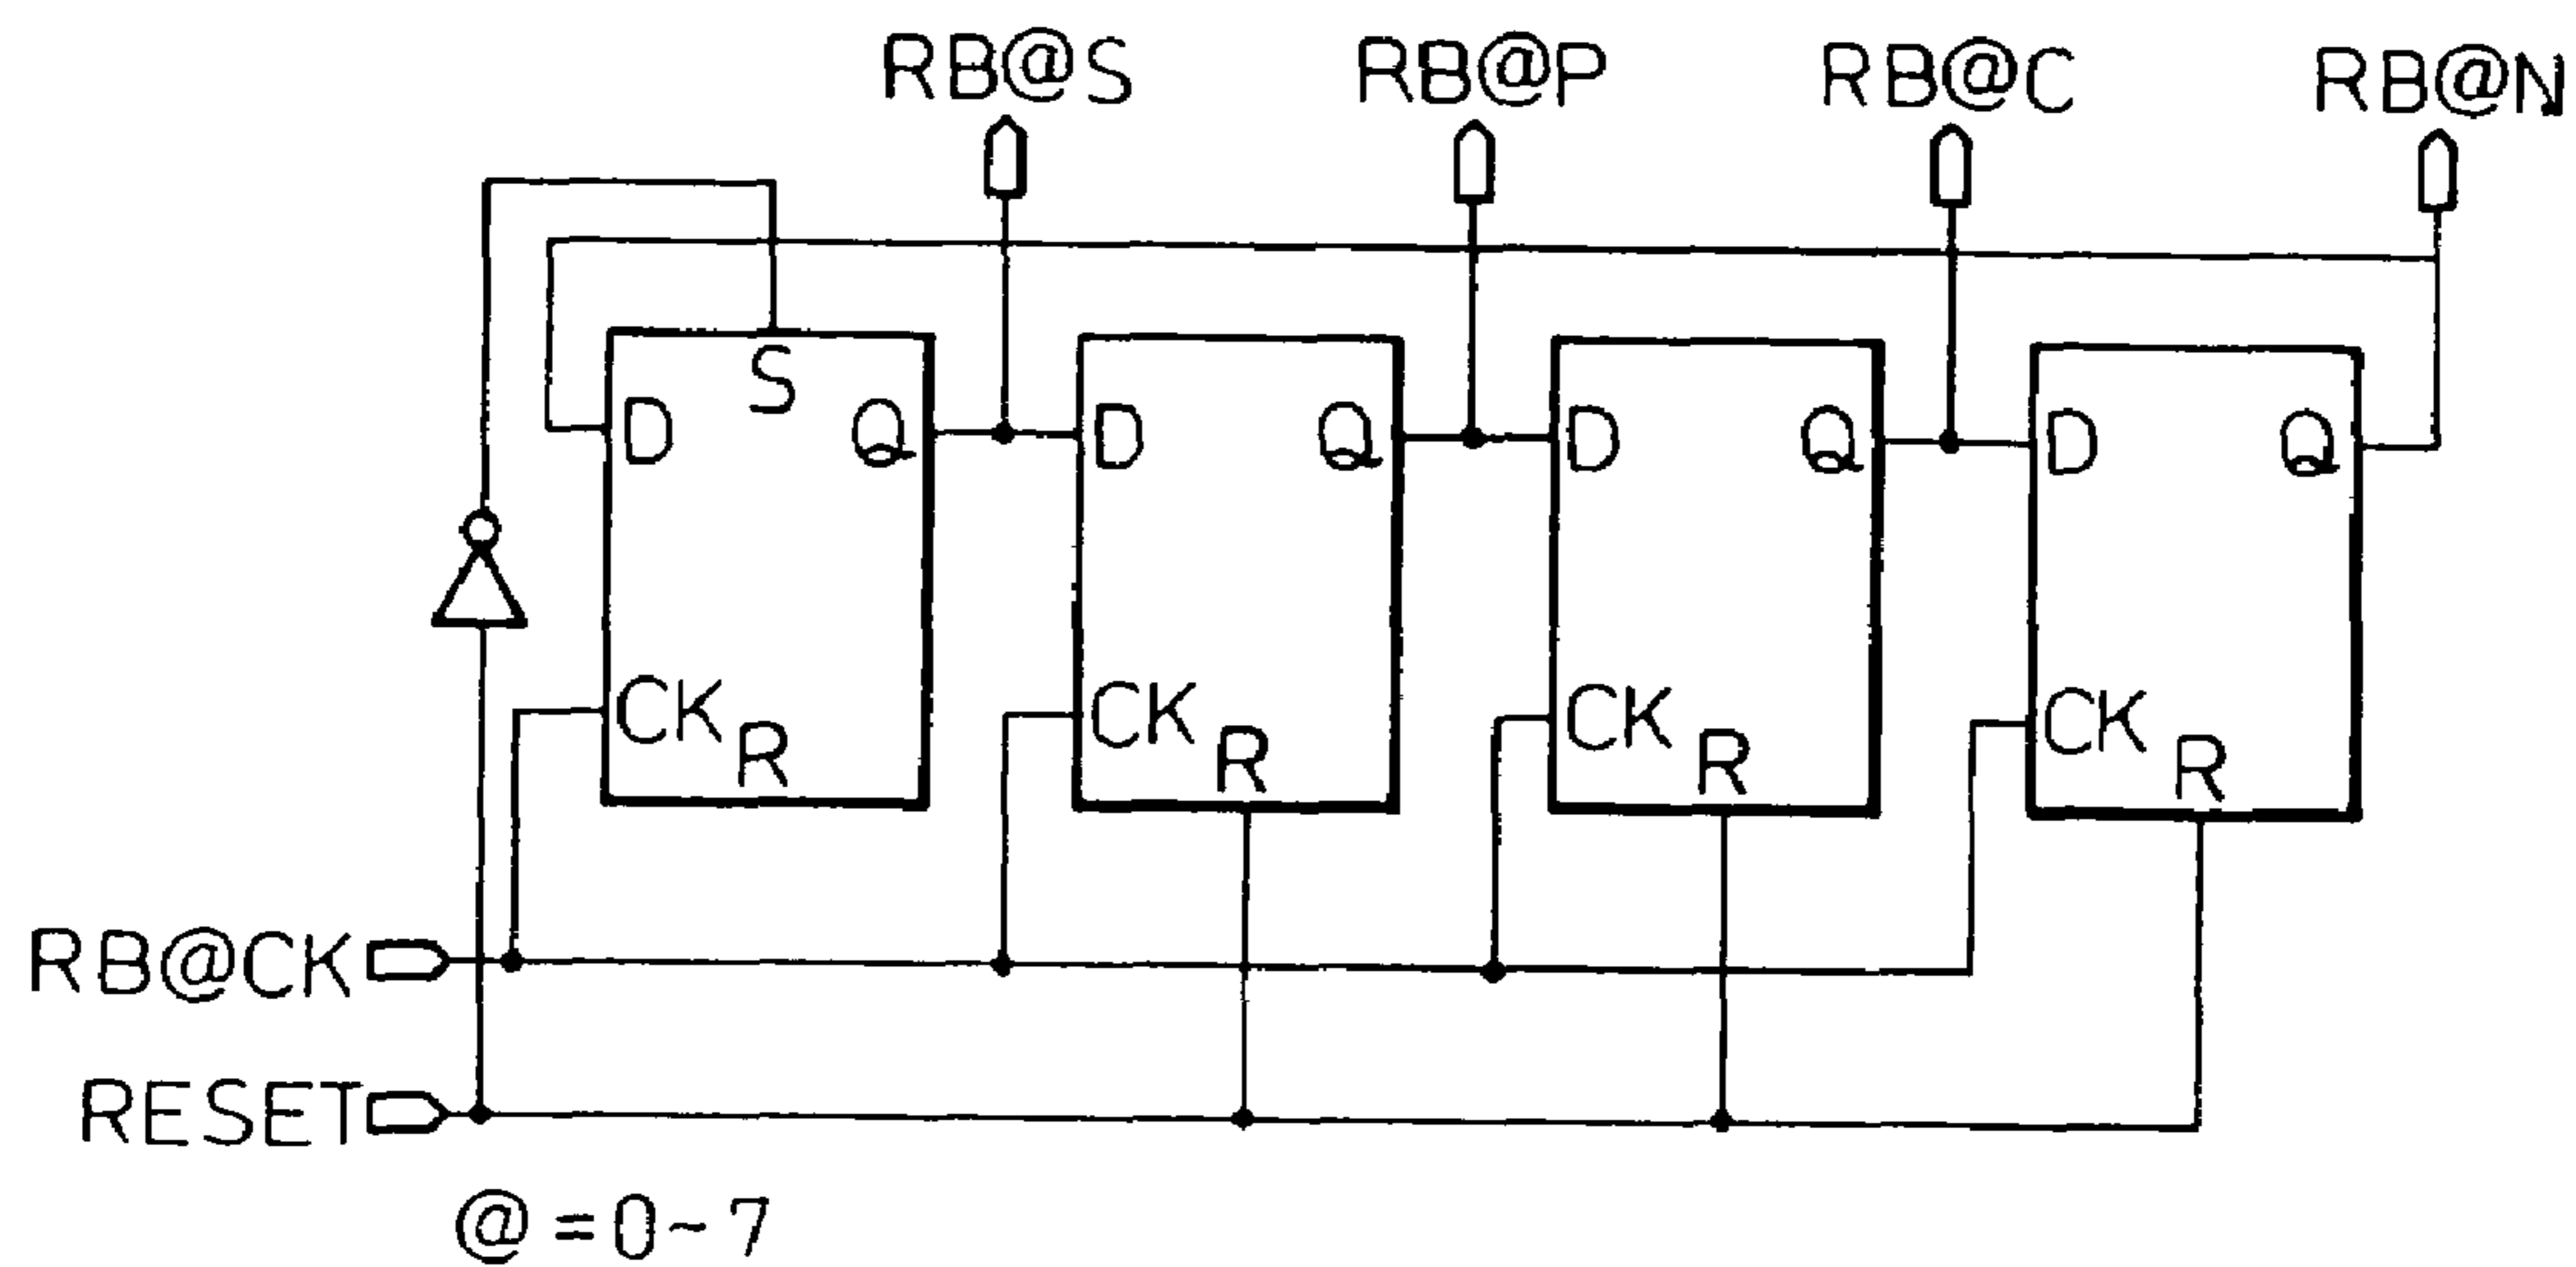 RB@S RB@P RB@C RB@N
S
D Q D Q D Q D Q
CK R CK R CK R CK R
RB@CK
RESET
@=0~7